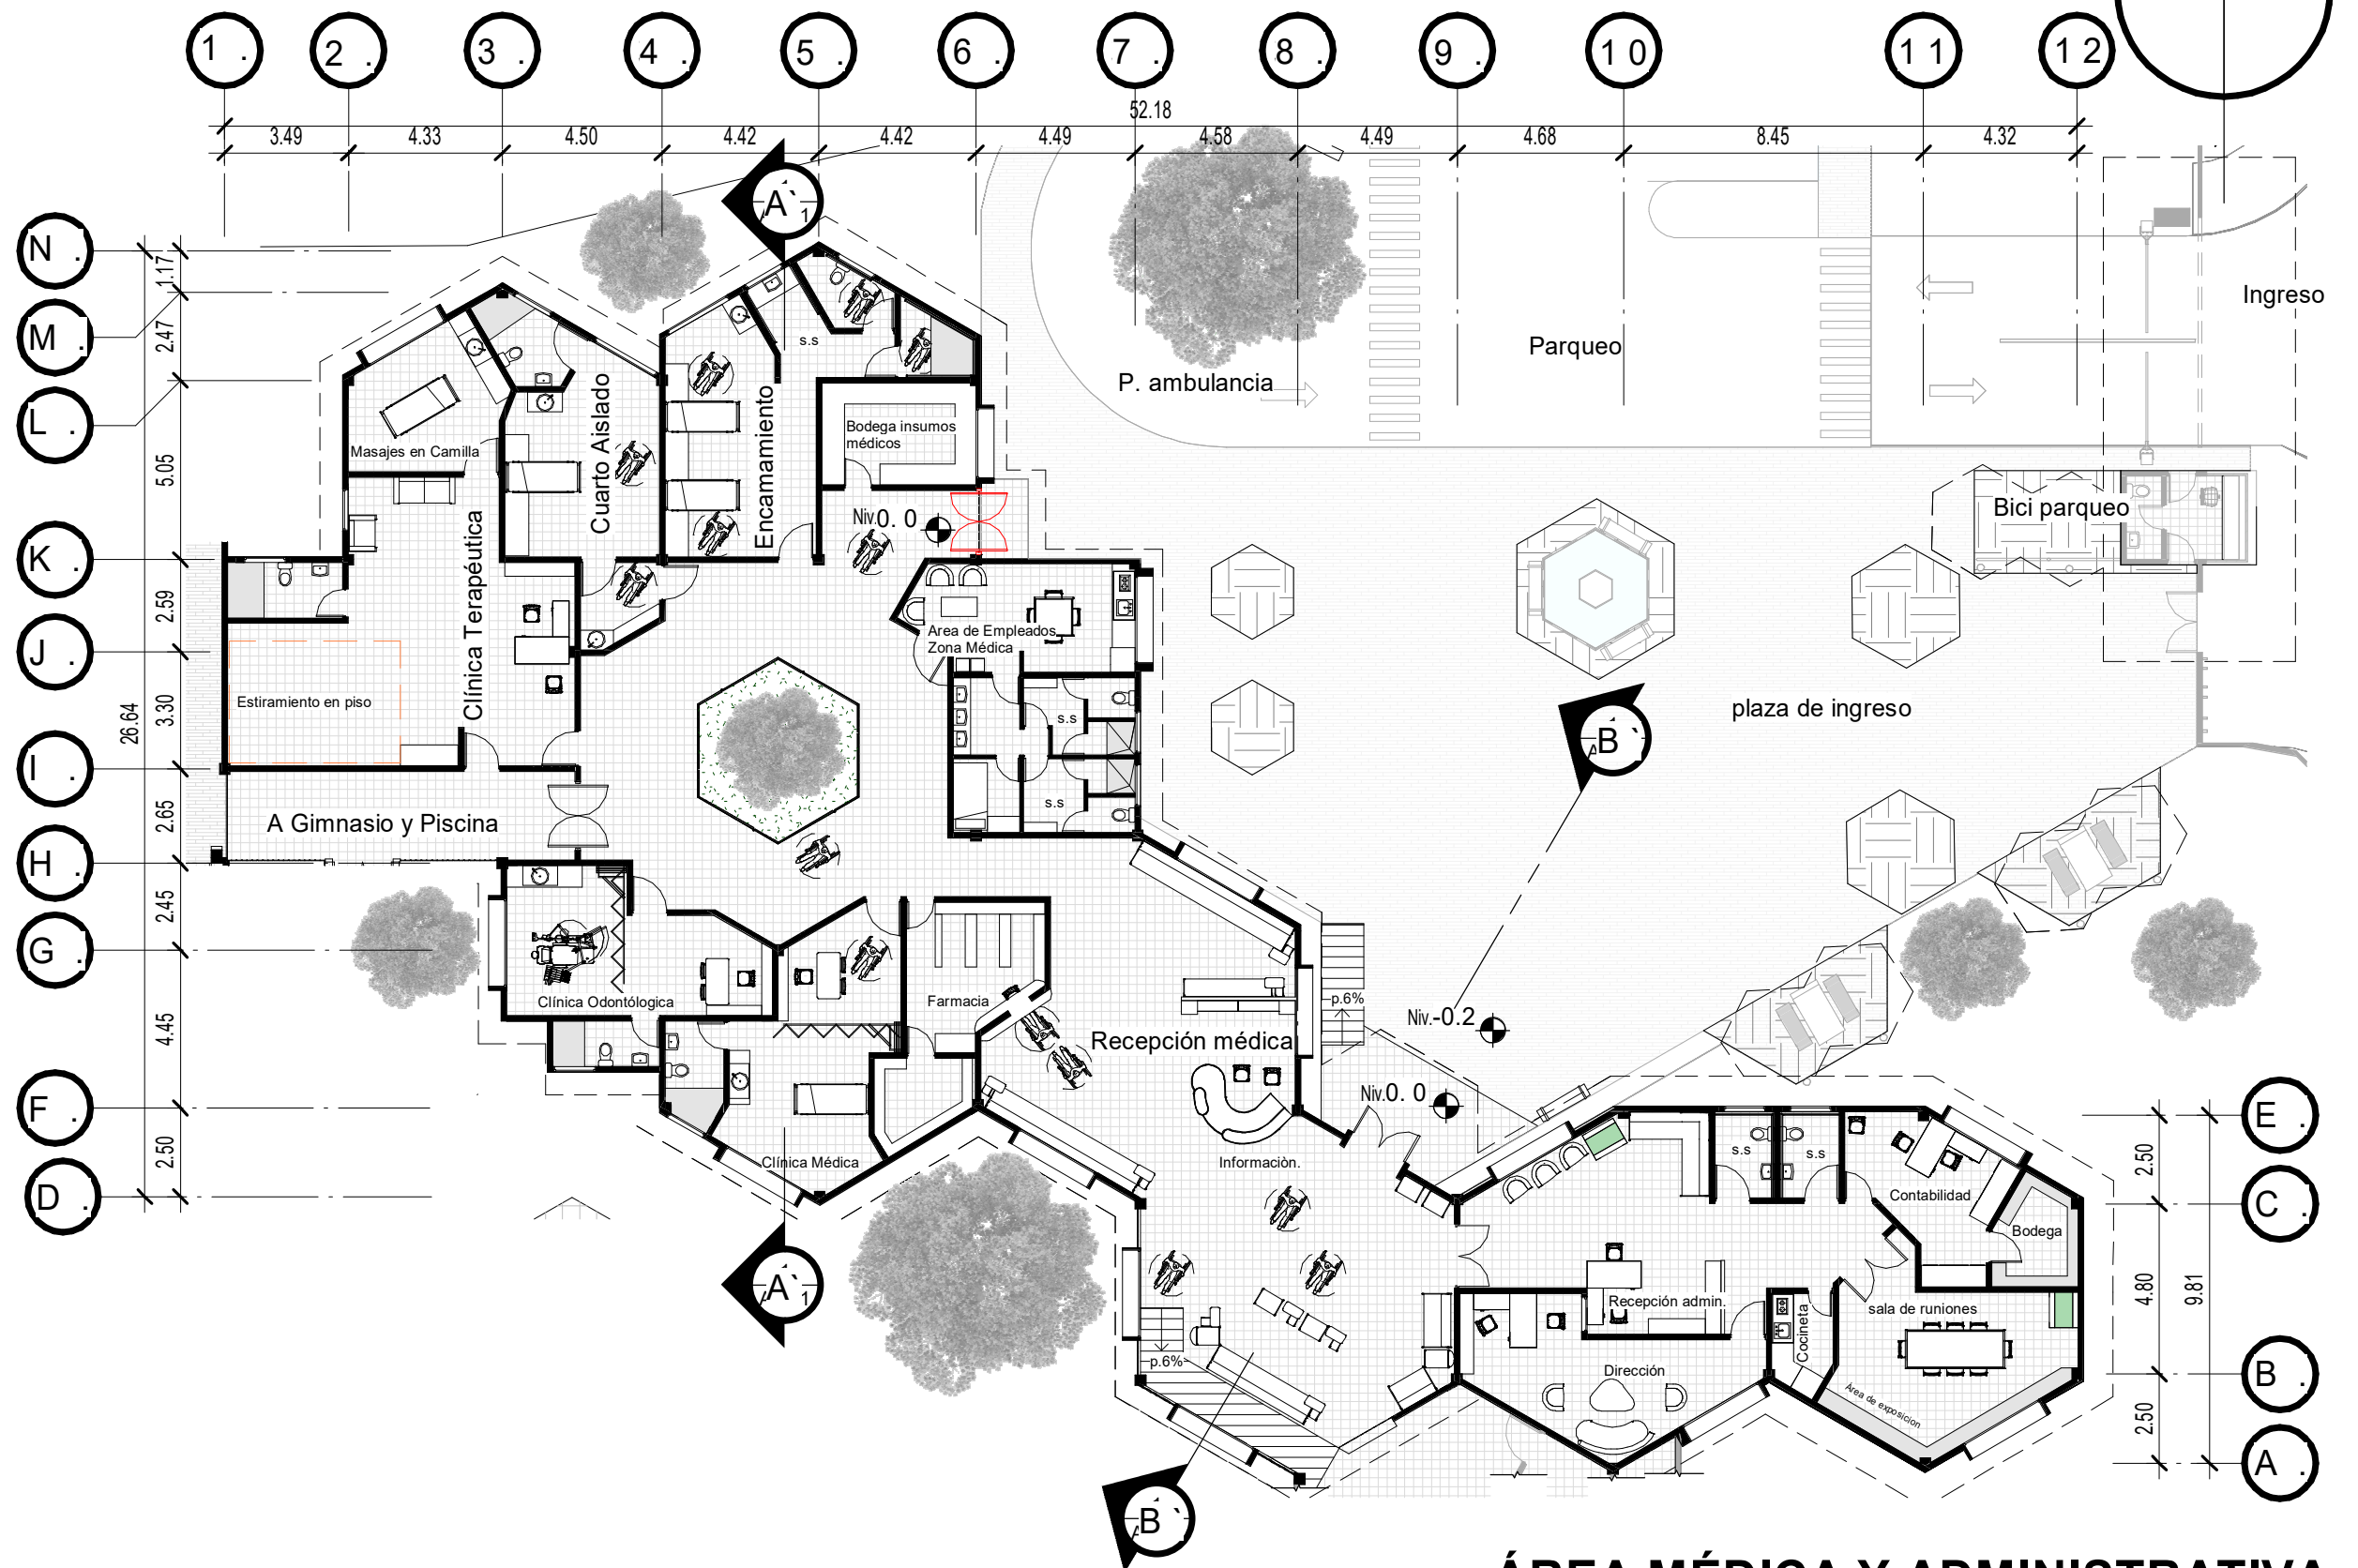 1 . 2 . 3 . 4 . 5 . 6 . 7 . 8 . 9 . 10 11 12
52.18
3.49 4.33 4.50 4.42 4.42 4.49 4.58 4.49 4.68 8.45 4.32
A` 1
N .
M .
L .
K .
J .
I .
H .
G .
F .
D .
1.17
2.47
5.05
2.59
3.30
2.65
2.45
4.45
2.50
26.64
Ingreso
Parqueo
P. ambulancia
s.s
Encamamiento
Cuarto Aislado
Bodega insumos
médicos
Masajes en Camilla
Niv.0. 0
Bici parqueo
Clínica Terapéutica
Area de Empleados
Zona Médica
Estiramiento en piso
s.s
s.s
plaza de ingreso
B `
A Gimnasio y Piscina
Clínica Odontólogica
Farmacia
p.6%
Niv.-0.2
Recepción médica
Niv.0. 0
Clínica Médica
Informaciòn.
s.s
s.s
Contabilidad
Bodega
A` 1
Recepción admin.
sala de runiones
Cocineta
p.6%
Dirección
Área de exposicion
B `
E .
C .
B .
A .
2.50
4.80
2.50
9.81
ÁREA MÉDICA Y ADMINISTRATIVA